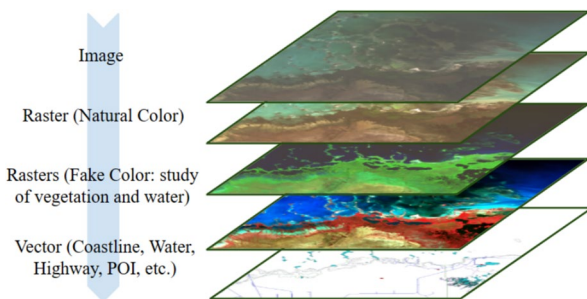 Image
Raster (Natural Color)
Rasters (Fake Color: study
of vegetation and water)
Vector (Coastline, Water,
Highway, POI, etc.)